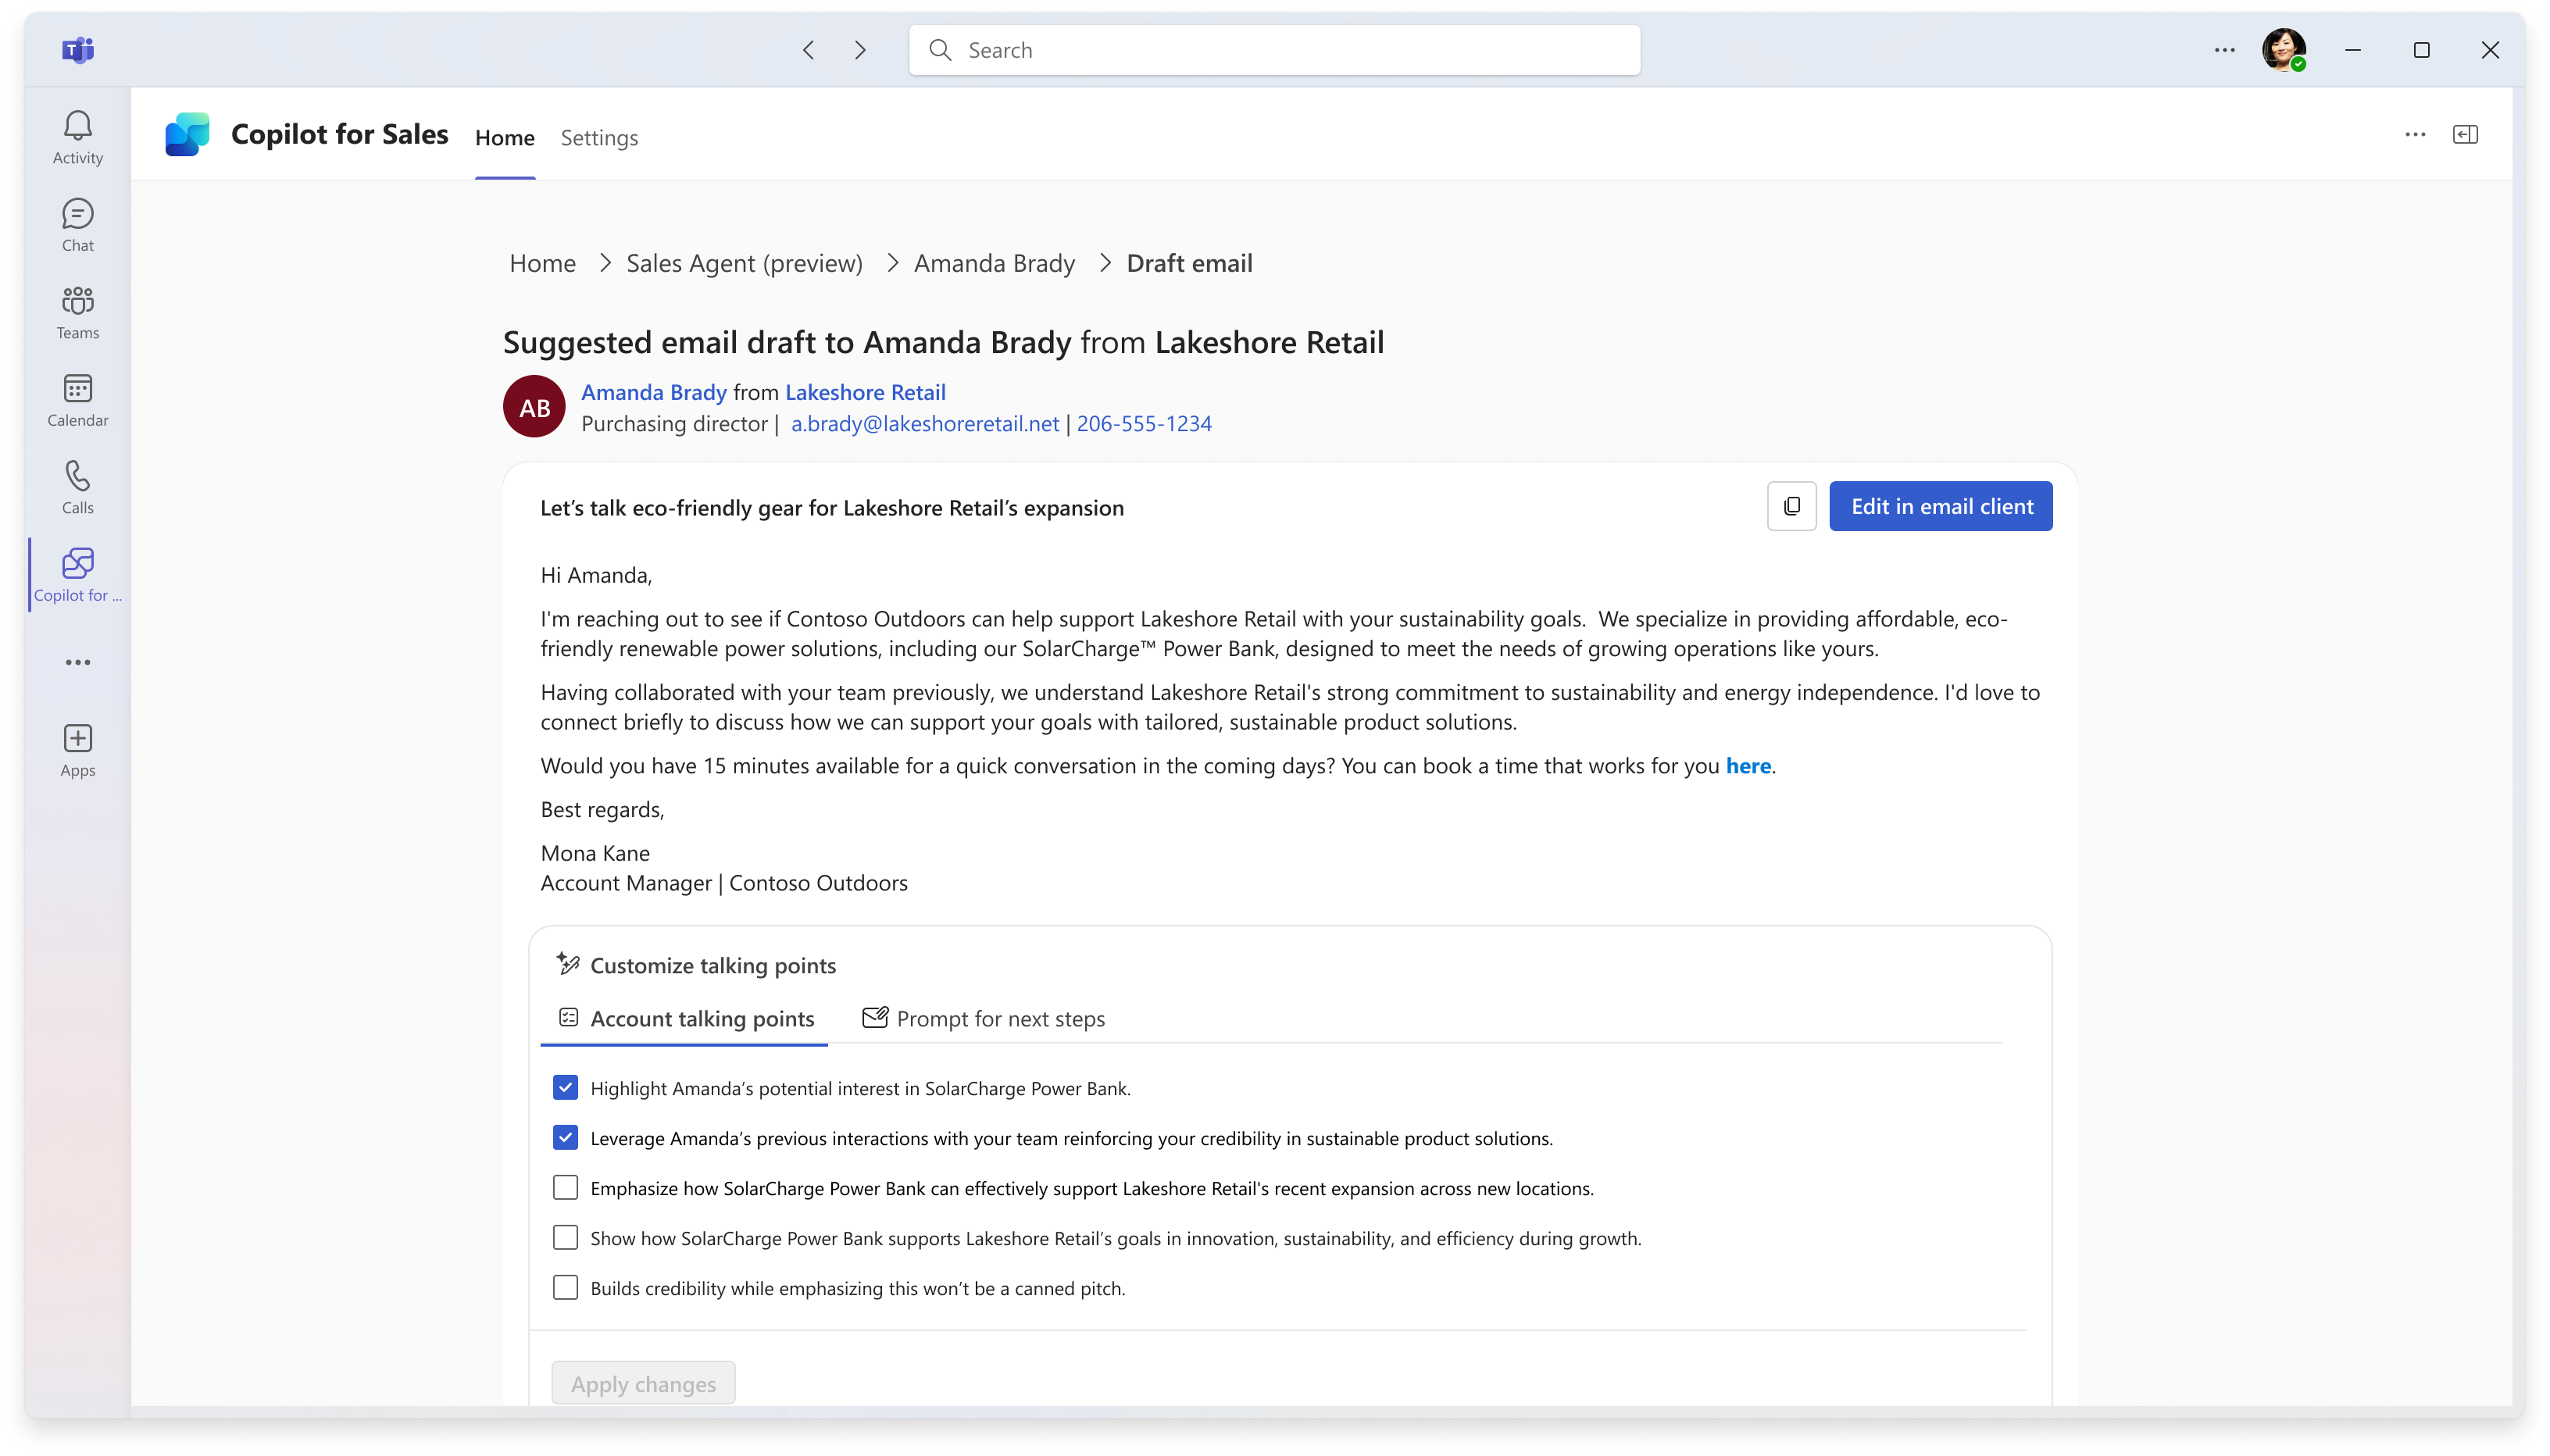 Search
Activity
Chat
Teams
Calendar
Calls
Copilot for ...
Apps
Copilot for Sales
Home
Settings
Home > Sales Agent (preview) > Amanda Brady > Draft email
Suggested email draft to Amanda Brady from Lakeshore Retail
AB
Amanda Brady from Lakeshore Retail
Purchasing director | a.brady@lakeshoreretail.net | 206-555-1234
Let’s talk eco-friendly gear for Lakeshore Retail’s expansion
Edit in email client
Hi Amanda,
I'm reaching out to see if Contoso Outdoors can help support Lakeshore Retail with your sustainability goals.  We specialize in providing affordable, eco-
friendly renewable power solutions, including our SolarCharge™ Power Bank, designed to meet the needs of growing operations like yours.
Having collaborated with your team previously, we understand Lakeshore Retail's strong commitment to sustainability and energy independence. I'd love to
connect briefly to discuss how we can support your goals with tailored, sustainable product solutions.
Would you have 15 minutes available for a quick conversation in the coming days? You can book a time that works for you here.
Best regards,
Mona Kane
Account Manager | Contoso Outdoors
Customize talking points
Account talking points
Prompt for next steps
Highlight Amanda’s potential interest in SolarCharge Power Bank.
Leverage Amanda’s previous interactions with your team reinforcing your credibility in sustainable product solutions.
Emphasize how SolarCharge Power Bank can effectively support Lakeshore Retail's recent expansion across new locations.
Show how SolarCharge Power Bank supports Lakeshore Retail’s goals in innovation, sustainability, and efficiency during growth.
Builds credibility while emphasizing this won’t be a canned pitch.
Apply changes